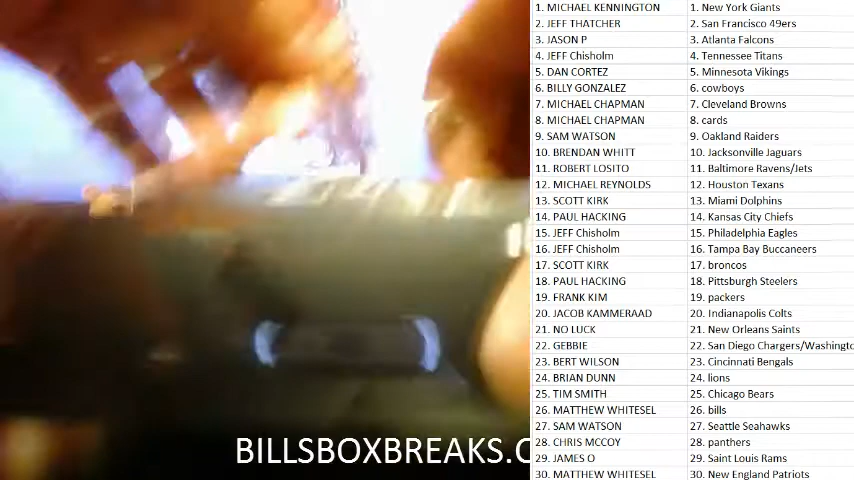 1. MICHAEL KENNINGTON 1. New York Giants
2. JEFF THATCHER 2. San Francisco 49ers
3. JASON P 3. Atlanta Falcons
4. JEFF Chisholm 4. Tennessee Titans
5. DAN CORTEZ 5. Minnesota Vikings
6. BILLY GONZALEZ 6. cowboys
7. MICHAEL CHAPMAN 7. Cleveland Browns
8. MICHAEL CHAPMAN 8. cards
9. SAM WATSON 9. Oakland Raiders
10. BRENDAN WHITT 10. Jacksonville Jaguars
11. ROBERT LOSITO 11. Baltimore Ravens/Jets
12. MICHAEL REYNOLDS 12. Houston Texans
13. SCOTT KIRK 13. Miami Dolphins
14. PAUL HACKING 14. Kansas City Chiefs
15. JEFF Chisholm 15. Philadelphia Eagles
16. JEFF Chisholm 16. Tampa Bay Buccaneers
17. SCOTT KIRK 17. broncos
18. PAUL HACKING 18. Pittsburgh Steelers
19. FRANK KIM 19. packers
20. JACOB KAMMERAAD 20. Indianapolis Colts
21. NO LUCK 21. New Orleans Saints
22. GEBBIE 22. San Diego Chargers/Washingto
23. BERT WILSON 23. Cincinnati Bengals
24. BRIAN DUNN 24. lions
25. TIM SMITH 25. Chicago Bears
26. MATTHEW WHITESEL 26. bills
27. SAM WATSON 27. Seattle Seahawks
28. CHRIS MCCOY 28. panthers
29. JAMES O 29. Saint Louis Rams
30. MATTHEW WHITESEL 30. New England Patriots
BILLSBOXBREAKS.C